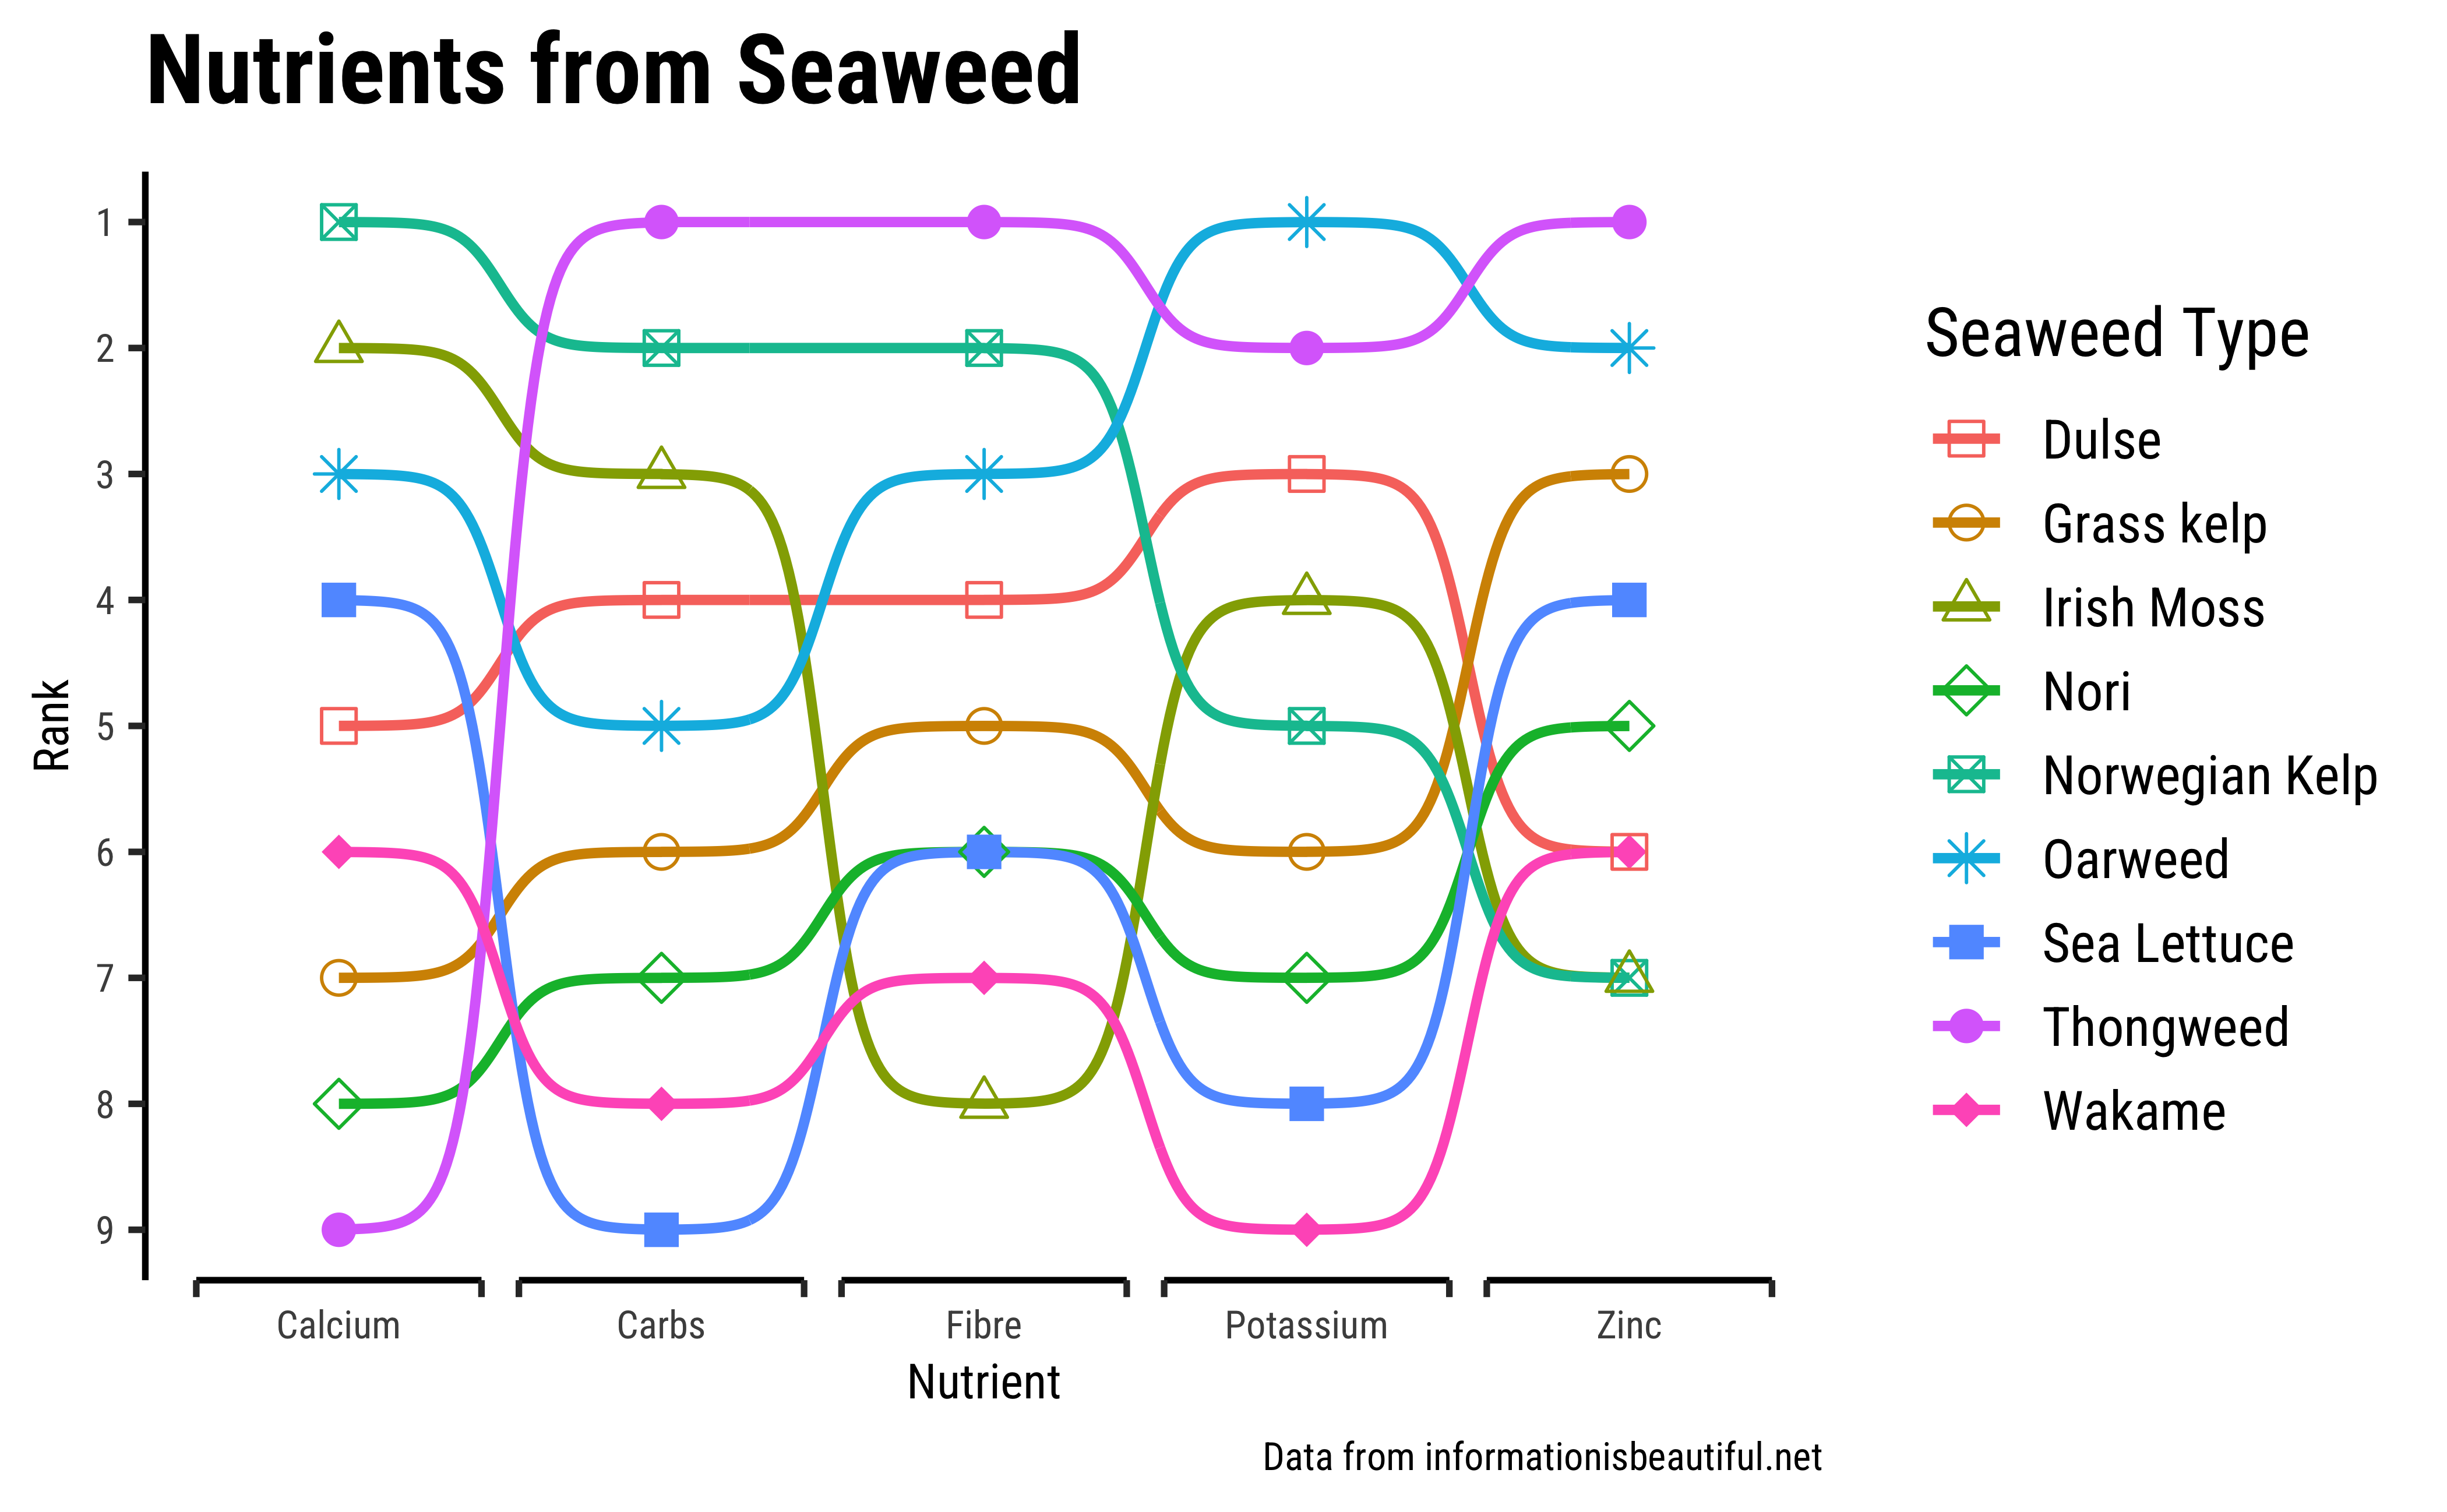 Nutrients from Seaweed
Rank
1
2
3
4
5
6
7
8
9
Calcium Carbs Fibre Potassium Zinc
Nutrient
Seaweed Type
Dulse
Grass kelp
Irish Moss
Nori
Norwegian Kelp
Oarweed
Sea Lettuce
Thongweed
Wakame
Data from informationisbeautiful.net